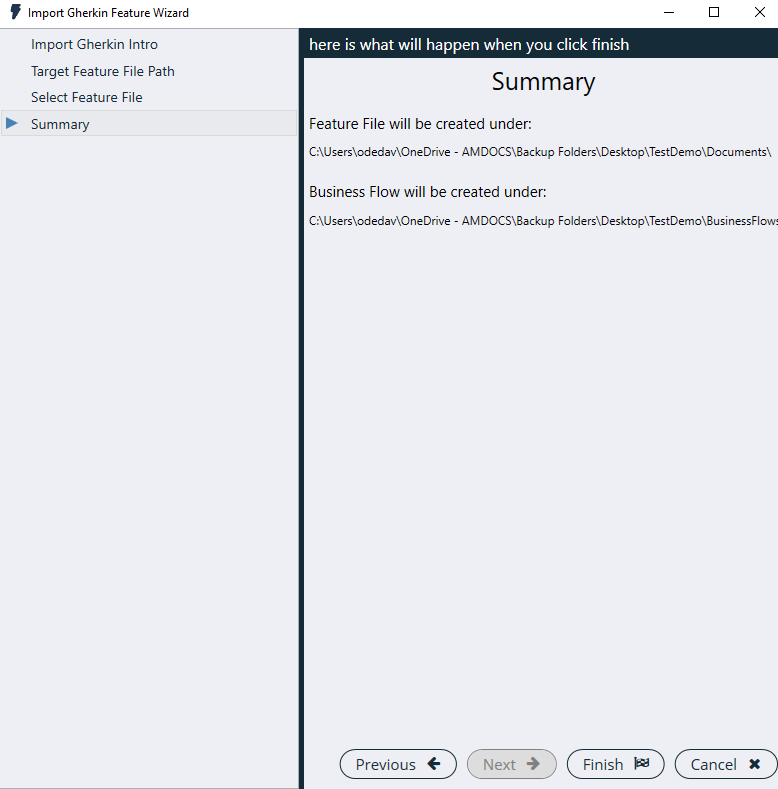 Import Gherkin Feature Wizard
Import Gherkin Intro
Target Feature File Path
Select Feature File
Summary
here is what will happen when you click finish
Summary
Feature File will be created under:
C:\Users\odedav\OneDrive - AMDOCS\Backup Folders\Desktop\TestDemo\Documents\
Business Flow will be created under:
C:\Users\odedav\OneDrive - AMDOCS\Backup Folders\Desktop\TestDemo\BusinessFlows
Previous
Next
Finish
Cancel